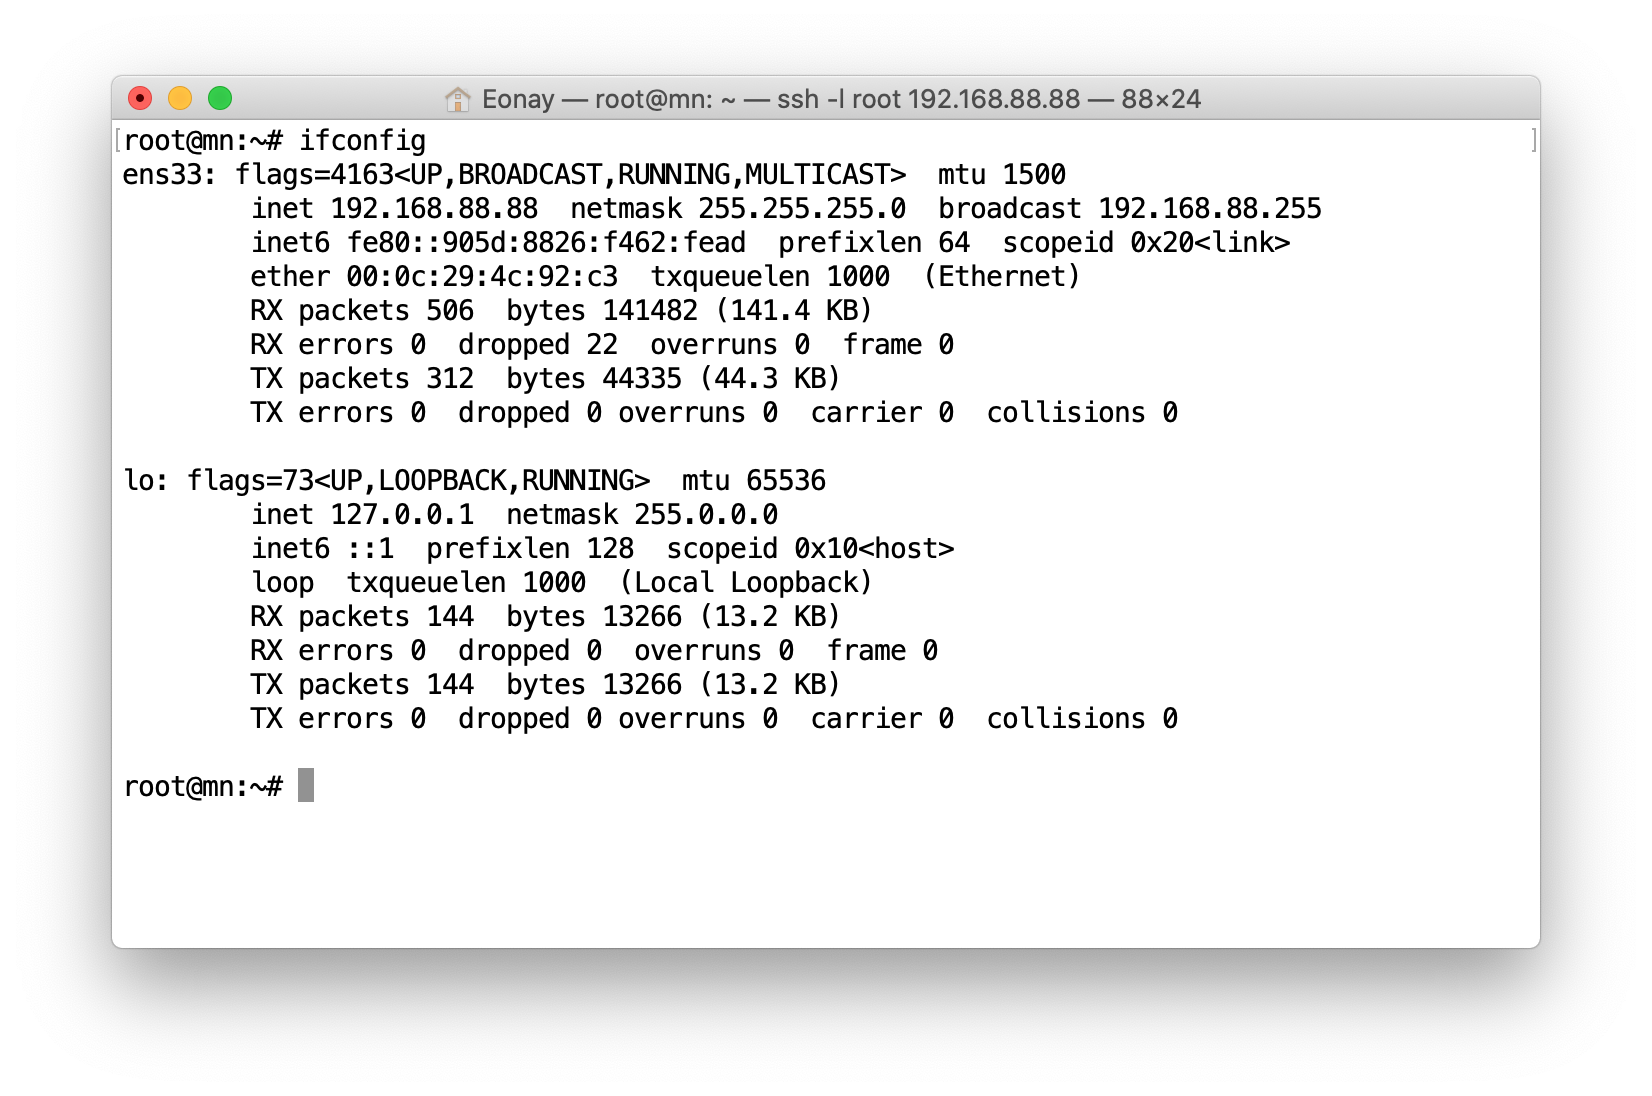 Eonay — root@mn: ~ — ssh -l root 192.168.88.88 — 88×24
[root@mn:~# ifconfig ]
ens33: flags=4163<UP,BROADCAST,RUNNING,MULTICAST>  mtu 1500
        inet 192.168.88.88  netmask 255.255.255.0  broadcast 192.168.88.255
        inet6 fe80::905d:8826:f462:fead  prefixlen 64  scopeid 0x20<link>
        ether 00:0c:29:4c:92:c3  txqueuelen 1000  (Ethernet)
        RX packets 506  bytes 141482 (141.4 KB)
        RX errors 0  dropped 22  overruns 0  frame 0
        TX packets 312  bytes 44335 (44.3 KB)
        TX errors 0  dropped 0 overruns 0  carrier 0  collisions 0

lo: flags=73<UP,LOOPBACK,RUNNING>  mtu 65536
        inet 127.0.0.1  netmask 255.0.0.0
        inet6 ::1  prefixlen 128  scopeid 0x10<host>
        loop  txqueuelen 1000  (Local Loopback)
        RX packets 144  bytes 13266 (13.2 KB)
        RX errors 0  dropped 0  overruns 0  frame 0
        TX packets 144  bytes 13266 (13.2 KB)
        TX errors 0  dropped 0 overruns 0  carrier 0  collisions 0

root@mn:~#